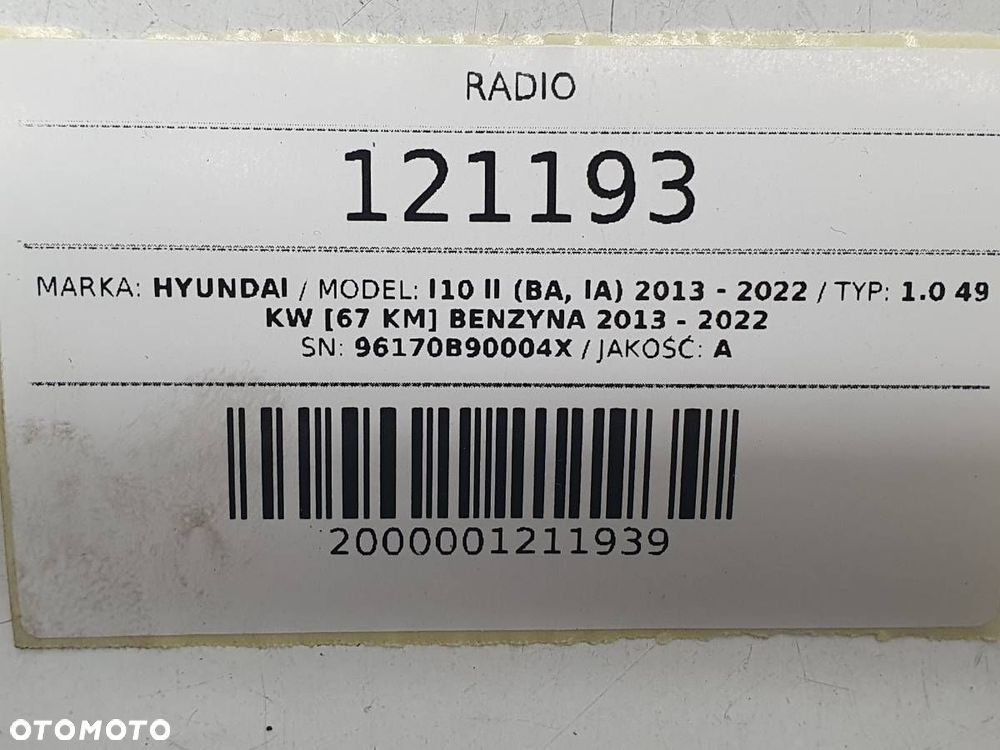 RADIO
121193
MARKA: HYUNDAI / MODEL: I10 II (BA, IA) 2013 - 2022 / TYP: 1.0 49
KW [67 KM] BENZYNA 2013 - 2022
SN: 96170B90004X / JAKOŚĆ: A
2000001211939
OTOMOTO